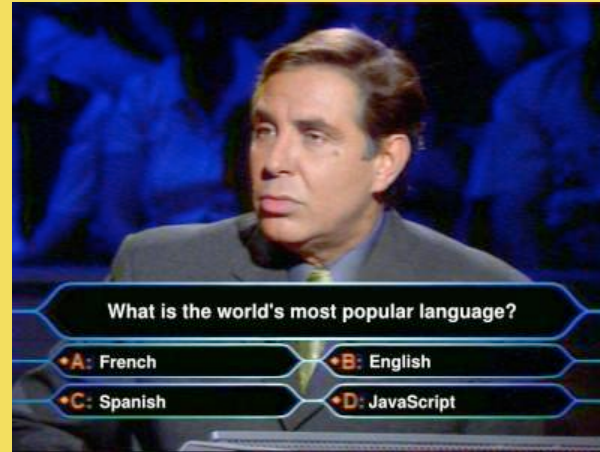 What is the world's most popular language?
A: French
B: English
C: Spanish
D: JavaScript